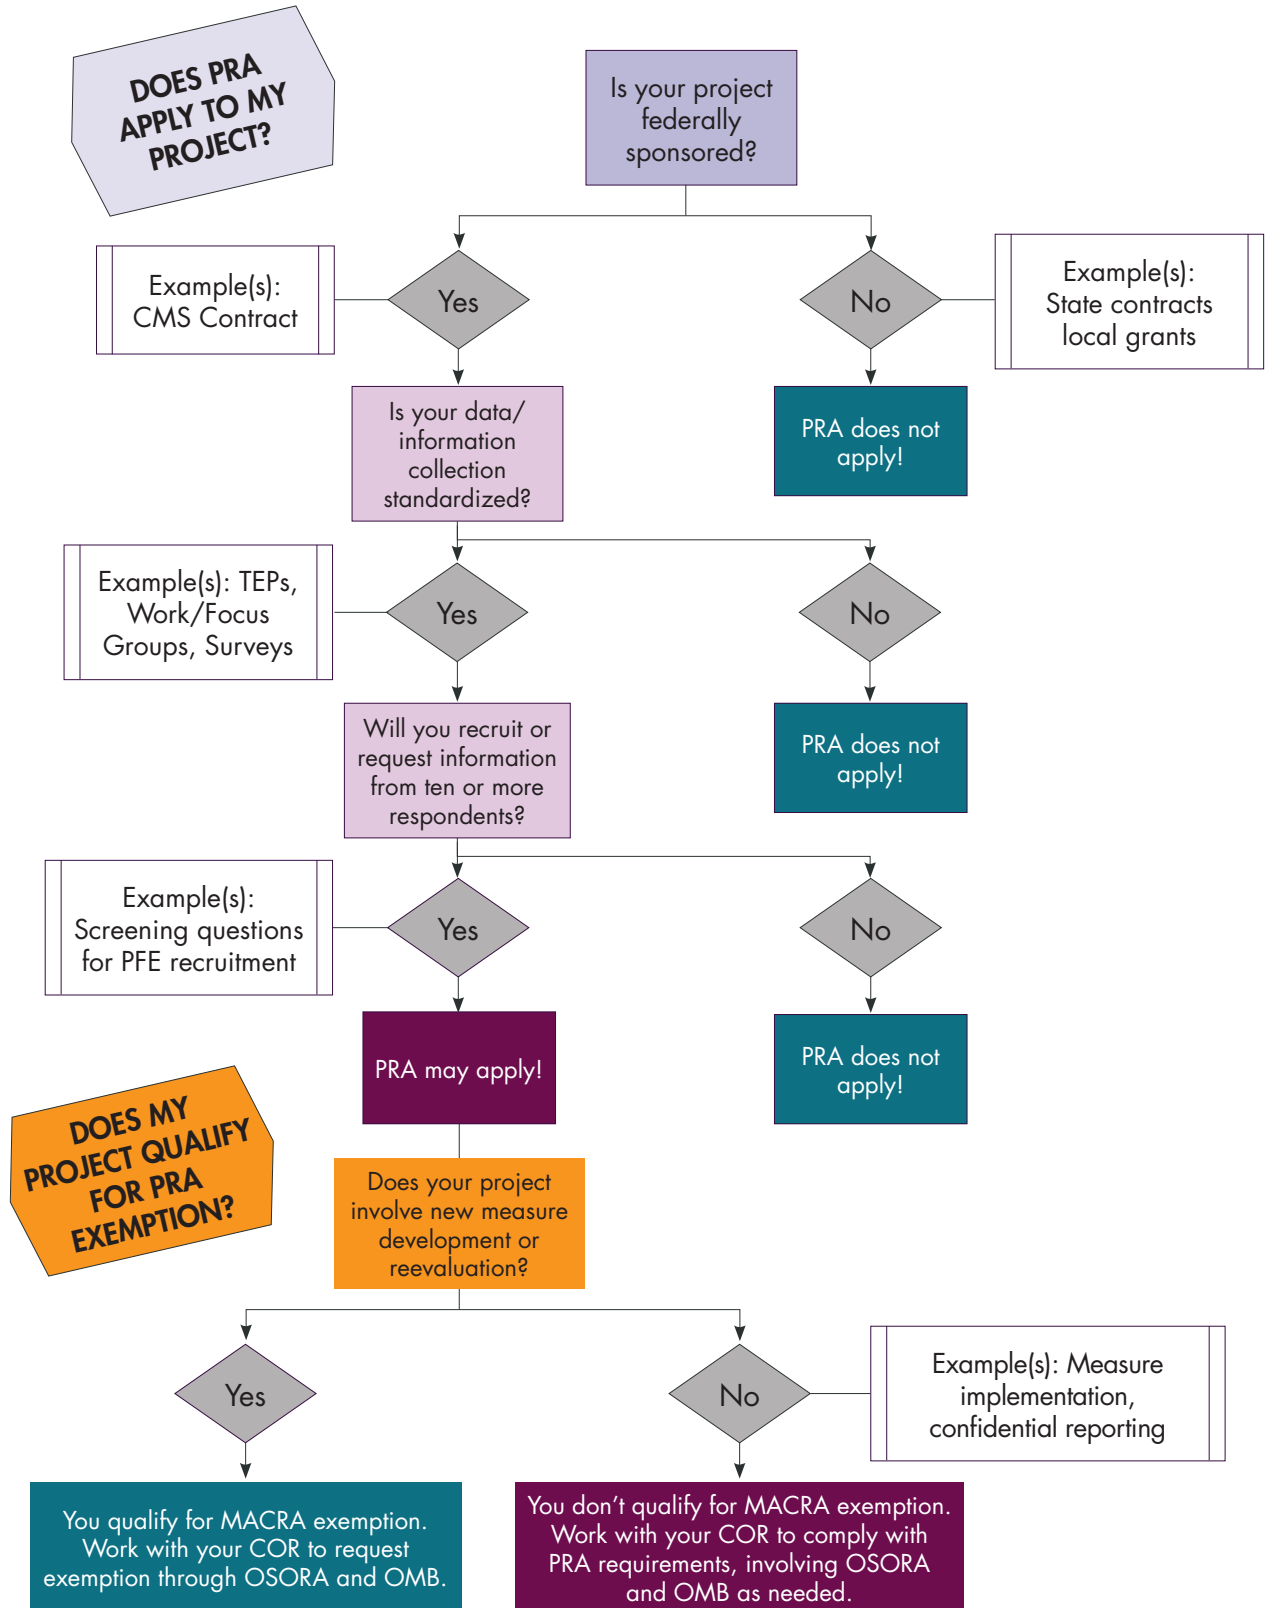 DOES PRA
APPLY TO MY
PROJECT?
Is your project
federally
sponsored?
Example(s):
CMS Contract
Yes
No
Example(s):
State contracts
local grants
Is your data/
information
collection
standardized?
PRA does not
apply!
Example(s): TEPs,
Work/Focus
Groups, Surveys
Yes
No
Will you recruit or
request information
from ten or more
respondents?
PRA does not
apply!
Example(s):
Screening questions
for PFE recruitment
Yes
No
PRA may apply!
PRA does not
apply!
DOES MY
PROJECT QUALIFY
FOR PRA
EXEMPTION?
Does your project
involve new measure
development or
reevaluation?
Yes
No
Example(s): Measure
implementation,
confidential reporting
You qualify for MACRA exemption.
Work with your COR to request
exemption through OSORA and OMB.
You don’t qualify for MACRA exemption.
Work with your COR to comply with
PRA requirements, involving OSORA
and OMB as needed.